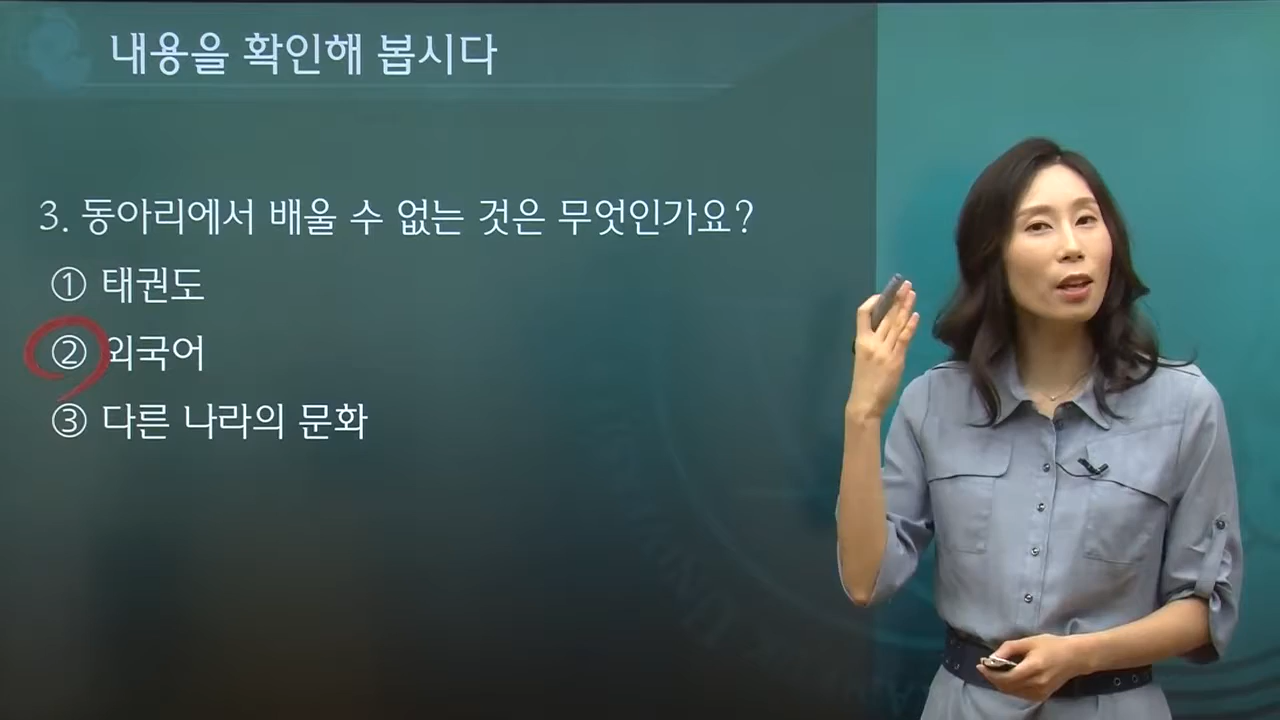 내용을 확인해 봅시다
3. 동아리에서 배울 수 없는 것은 무엇인가요?
① 태권도
② 외국어
③ 다른 나라의 문화